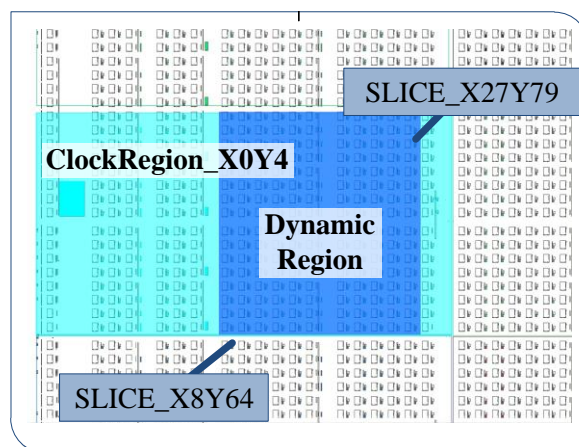 SLICE_X27Y79
ClockRegion_X0Y4
Dynamic
Region
SLICE_X8Y64